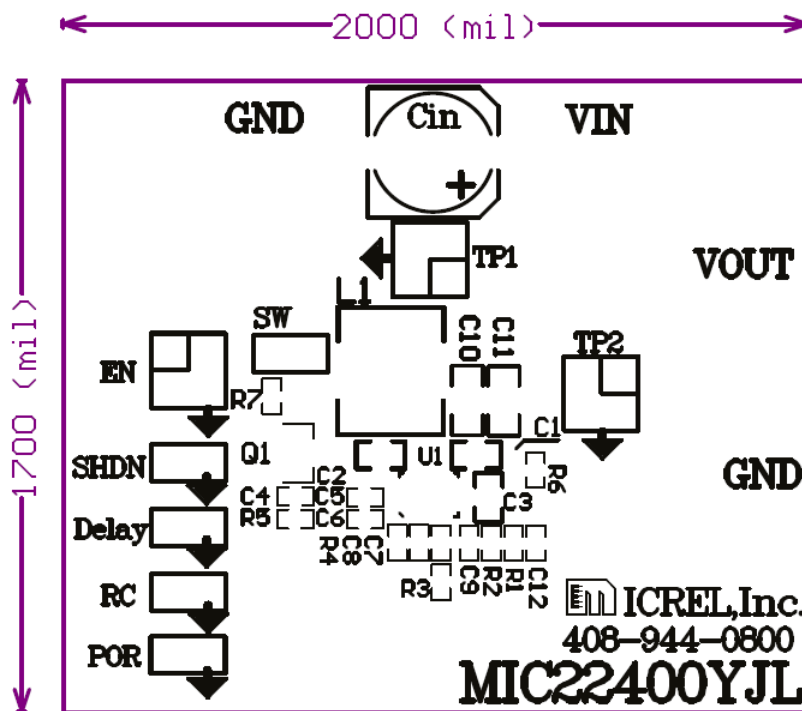 2000 (mil)
1700 (mil)
GND
Cin
VIN
TP1
VOUT
L1
SW
C10
C11
TP2
EN
R7
C1
SHDN
Q1
U1
C2
R6
GND
C4
C5
C3
Delay
R5
C6
R4
C8
C7
R3
C9
R2
R1
C12
RC
ICREL,Inc.
408-944-0800
POR
MIC22400YJL